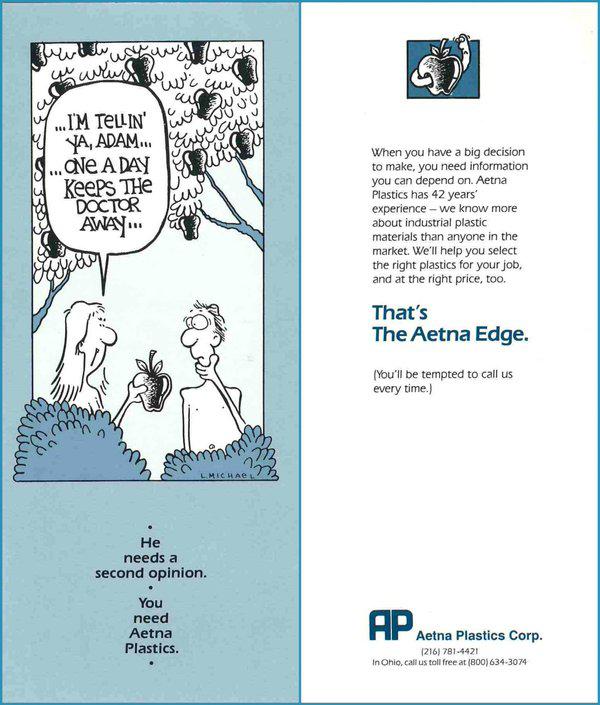 ...I'M TELLIN'
YA, ADAM...
...ONE A DAY
KEEPS THE
DOCTOR
AWAY...
L.MICHAEL
•
He
needs a
second opinion.
•
You
need
Aetna
Plastics.
•
When you have a big decision
to make, you need information
you can depend on. Aetna
Plastics has 42 years'
experience – we know more
about industrial plastic
materials than anyone in the
market. We'll help you select
the right plastics for your job,
and at the right price, too.
That's
The Aetna Edge.
(You'll be tempted to call us
every time.)
AP Aetna Plastics Corp.
(216) 781-4421
In Ohio, call us toll free at (800) 634-3074